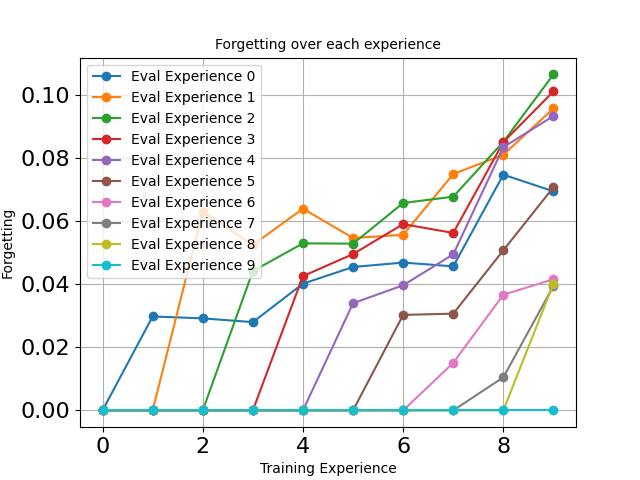 Forgetting over each experience
Eval Experience 0
Eval Experience 1
Eval Experience 2
Eval Experience 3
Eval Experience 4
Eval Experience 5
Eval Experience 6
Eval Experience 7
Eval Experience 8
Eval Experience 9
0.10
0.08
0.06
0.04
0.02
0.00
Forgetting
0 2 4 6 8
Training Experience